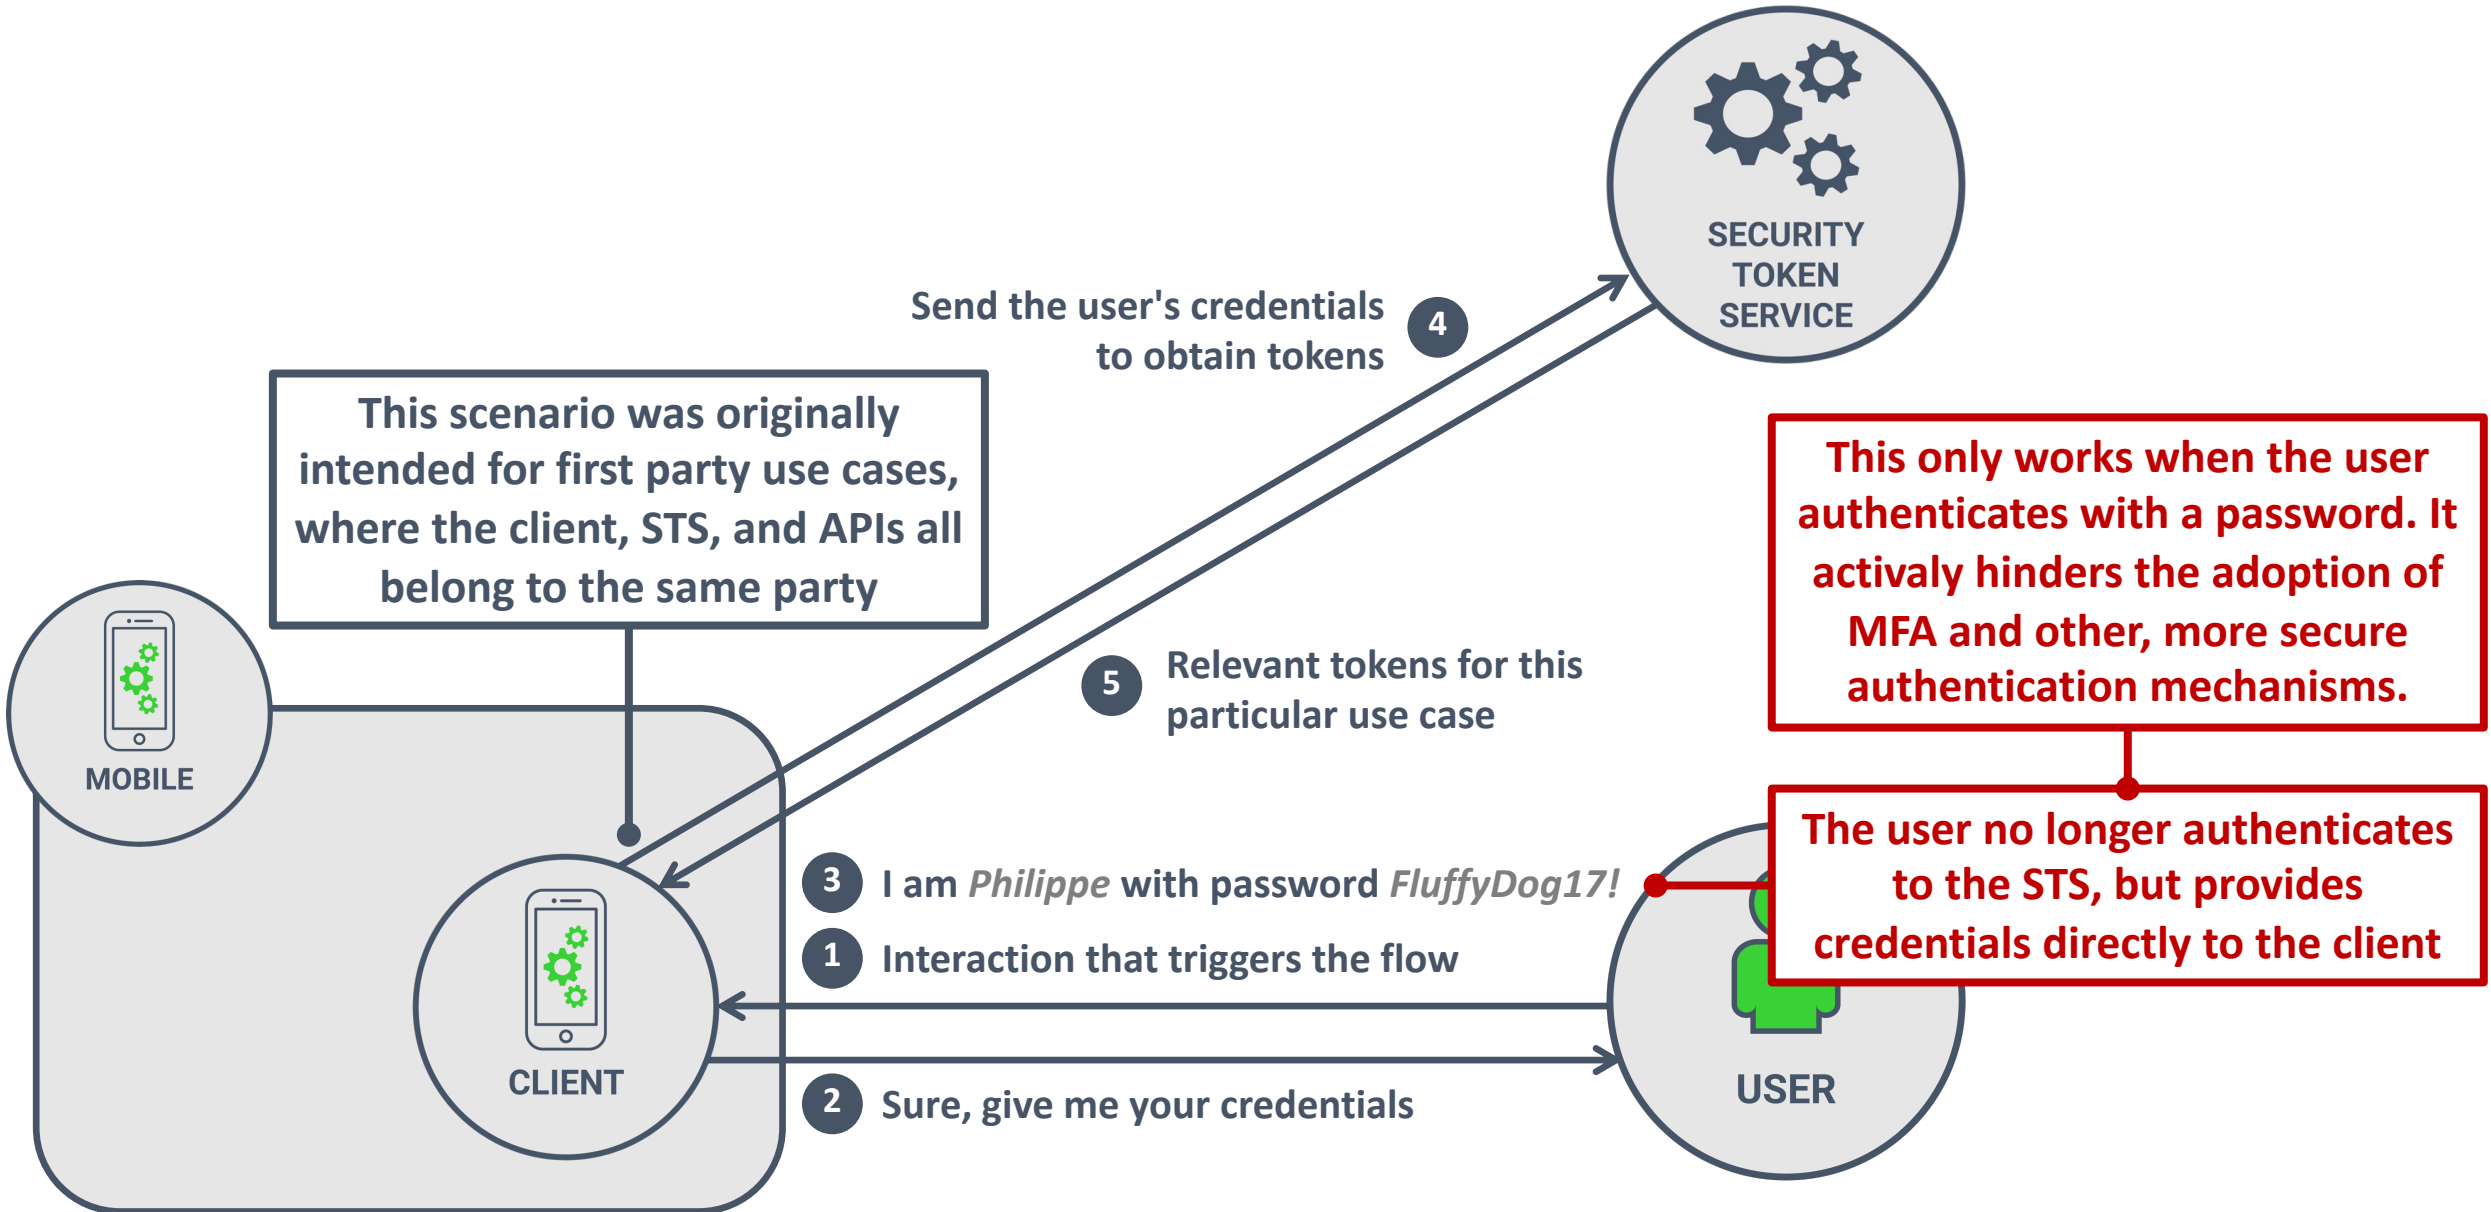 SECURITY
TOKEN
SERVICE
Send the user's credentials
to obtain tokens
4
This scenario was originally
intended for first party use cases,
where the client, STS, and APIs all
belong to the same party
This only works when the user
authenticates with a password. It
activaly hinders the adoption of
MFA and other, more secure
authentication mechanisms.
5
Relevant tokens for this
particular use case
MOBILE
The user no longer authenticates
to the STS, but provides
credentials directly to the client
3 I am Philippe with password FluffyDog17!
1 Interaction that triggers the flow
CLIENT
2 Sure, give me your credentials
USER